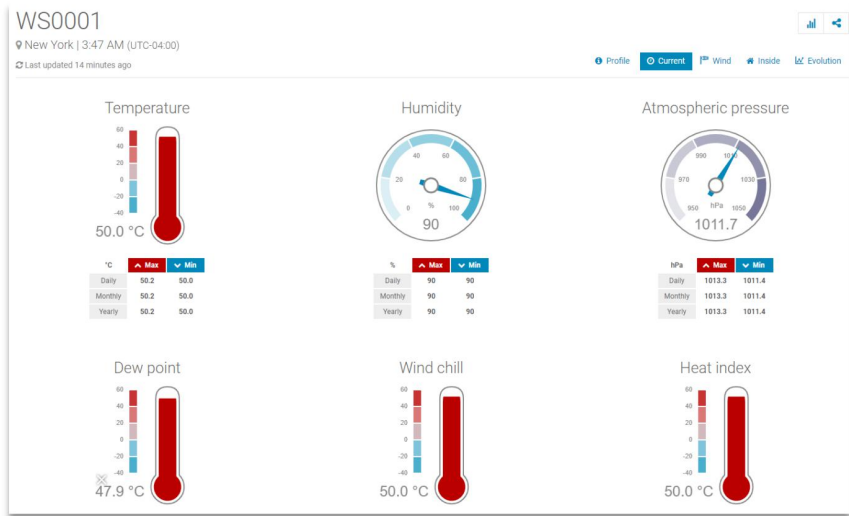 WS0001
New York | 3:47 AM (UTC-04:00)
Last updated 14 minutes ago
Profile Current Wind Inside Evolution
Temperature
60
40
20
0
-20
-40
50.0 °C
°C Max Min
Daily 50.2 50.0
Monthly 50.2 50.0
Yearly 50.2 50.0
Humidity
40 60
20 80
0 % 100
90
% Max Min
Daily 90 90
Monthly 90 90
Yearly 90 90
Atmospheric pressure
990 1010
970 1030
950 hPa 1050
1011.7
hPa Max Min
Daily 1013.3 1011.4
Monthly 1013.3 1011.4
Yearly 1013.3 1011.4
Dew point
60
40
20
0
-20
-40
47.9 °C
Wind chill
60
40
20
0
-20
-40
50.0 °C
Heat index
60
40
20
0
-20
-40
50.0 °C